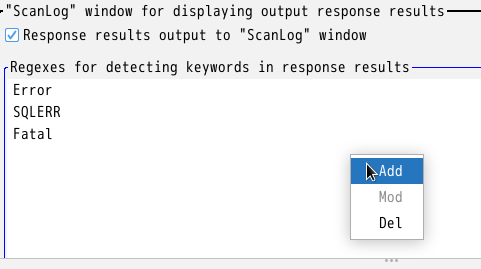 "ScanLog" window for displaying output response results
Response results output to "ScanLog" window
Regexes for detecting keywords in response results
Error
SQLERR
Fatal
Add
Mod
Del